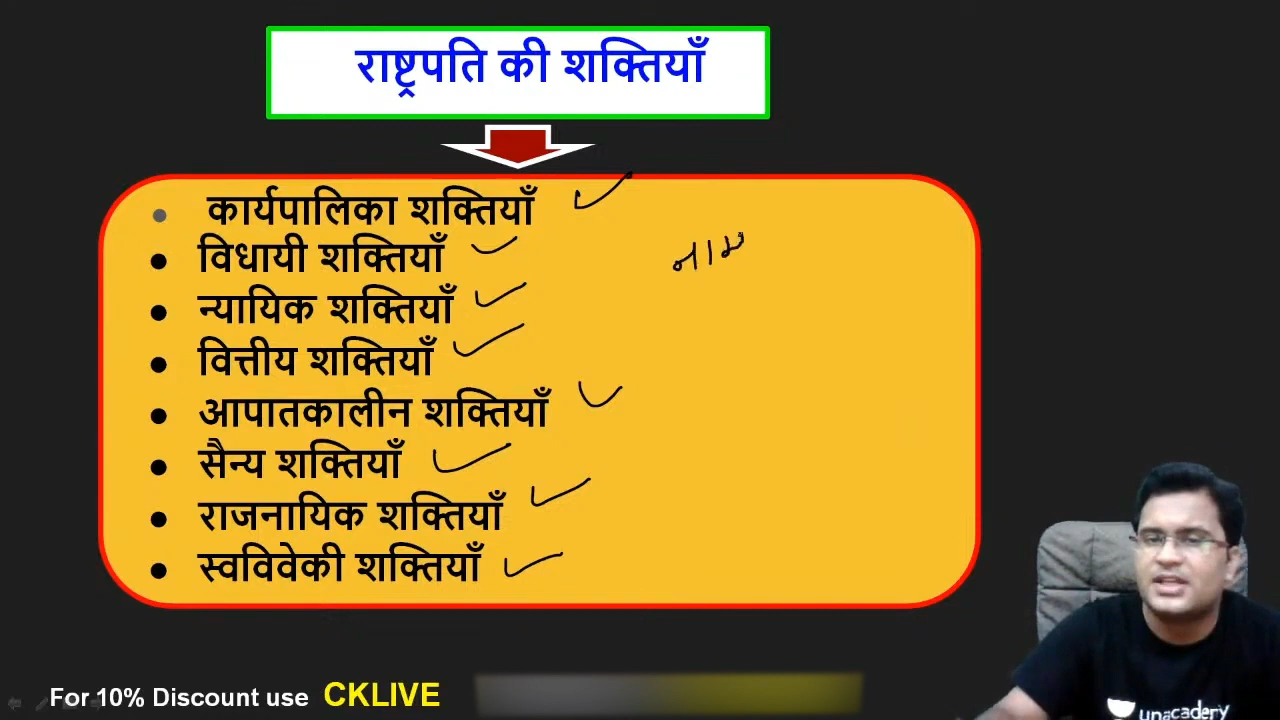 राष्ट्रपति की शक्तियाँ
कार्यपालिका शक्तियाँ
विधायी शक्तियाँ
नाम
न्यायिक शक्तियाँ
वित्तीय शक्तियाँ
आपातकालीन शक्तियाँ
सैन्य शक्तियाँ
राजनायिक शक्तियाँ
स्वविवेकी शक्तियाँ
For 10% Discount use CKLIVE
unacadery